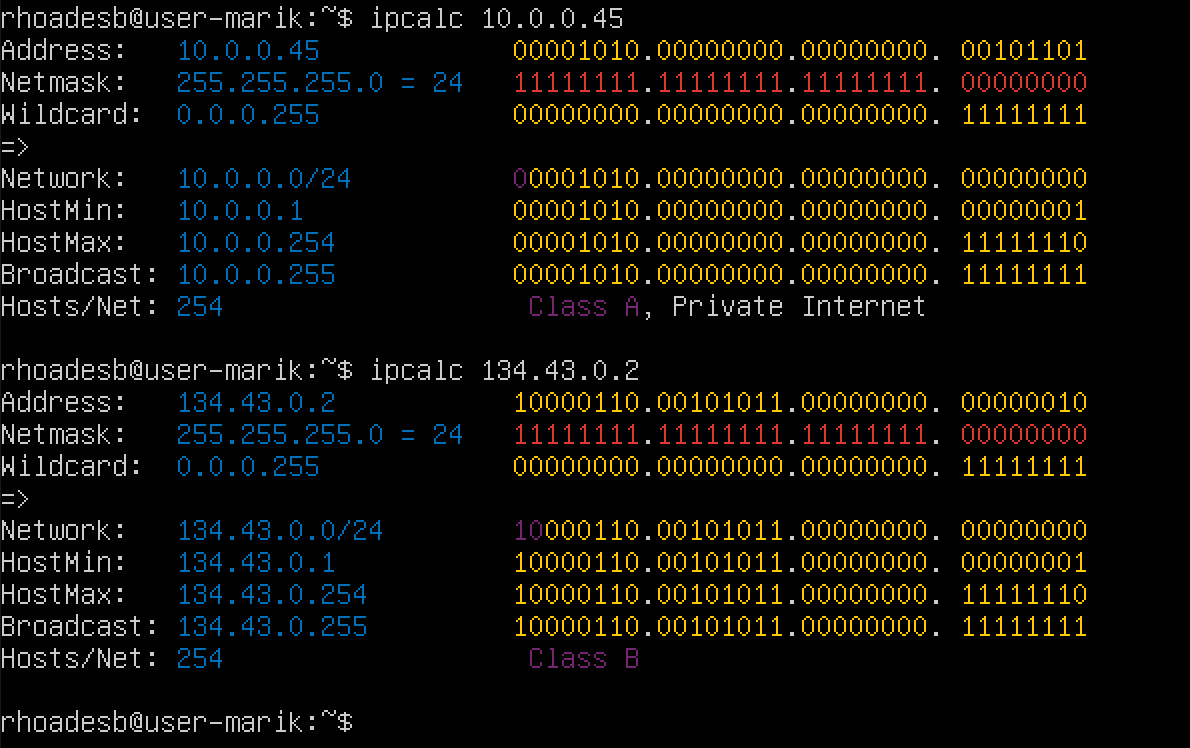 rhoadesb@user-marik:~$ ipcalc 10.0.0.45
Address:   10.0.0.45            00001010.00000000.00000000. 00101101
Netmask:   255.255.255.0 = 24   11111111.11111111.11111111. 00000000
Wildcard:  0.0.0.255            00000000.00000000.00000000. 11111111
=>
Network:   10.0.0.0/24          00001010.00000000.00000000. 00000000
HostMin:   10.0.0.1             00001010.00000000.00000000. 00000001
HostMax:   10.0.0.254           00001010.00000000.00000000. 11111110
Broadcast: 10.0.0.255           00001010.00000000.00000000. 11111111
Hosts/Net: 254                   Class A, Private Internet
rhoadesb@user-marik:~$ ipcalc 134.43.0.2
Address:   134.43.0.2           10000110.00101011.00000000. 00000010
Netmask:   255.255.255.0 = 24   11111111.11111111.11111111. 00000000
Wildcard:  0.0.0.255            00000000.00000000.00000000. 11111111
=>
Network:   134.43.0.0/24        10000110.00101011.00000000. 00000000
HostMin:   134.43.0.1           10000110.00101011.00000000. 00000001
HostMax:   134.43.0.254         10000110.00101011.00000000. 11111110
Broadcast: 134.43.0.255         10000110.00101011.00000000. 11111111
Hosts/Net: 254                   Class B
rhoadesb@user-marik:~$